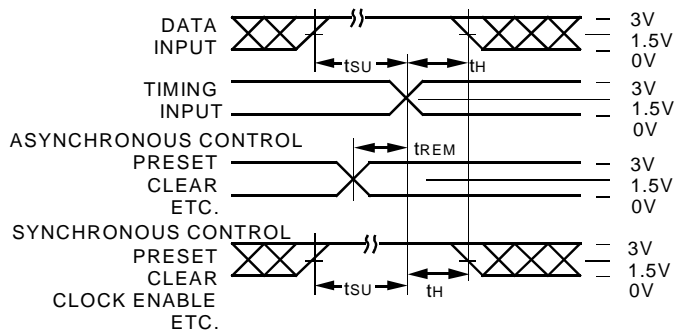 DATA
INPUT
3V
1.5V
0V
tSU
tH
TIMING
INPUT
3V
1.5V
0V
ASYNCHRONOUS CONTROL
PRESET
CLEAR
ETC.
tREM
3V
1.5V
0V
SYNCHRONOUS CONTROL
PRESET
CLEAR
CLOCK ENABLE
ETC.
tSU
tH
3V
1.5V
0V